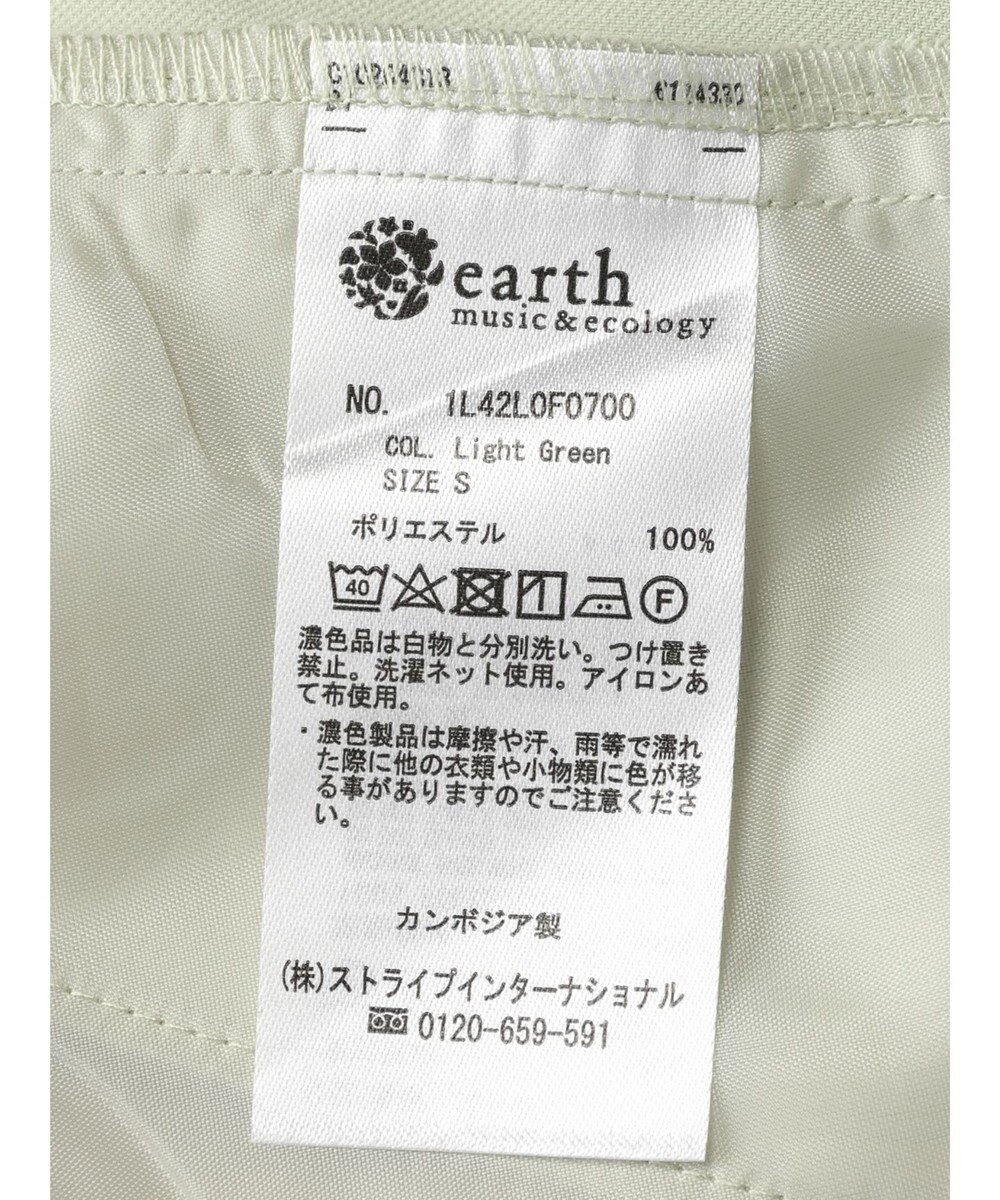 earth
music&ecology
NO. 1L42L0F0700
COL. Light Green
SIZE S
ポリエステル 100%
40 F
濃色品は白物と分別洗い。つけ置き
禁止。洗濯ネット使用。アイロンあ
て布使用。
・濃色製品は摩擦や汗、雨等で濡れ
た際に他の衣類や小物類に色が移
る事がありますのでご注意くださ
い。
カンボジア製
(株)ストライプインターナショナル
0120-659-591